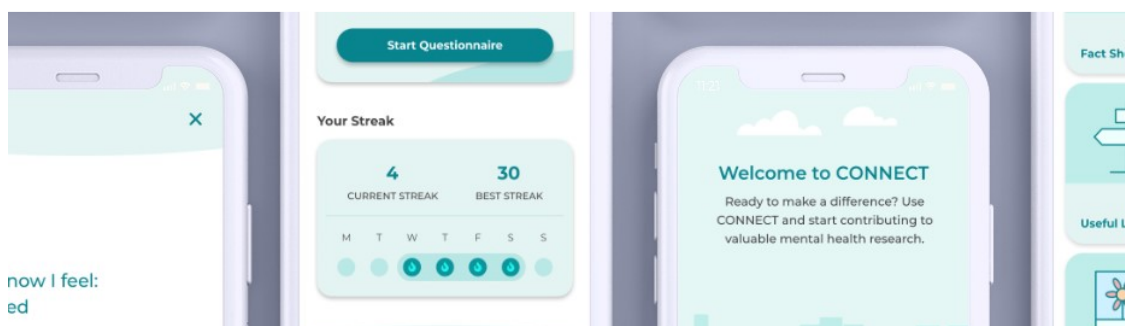 now I feel:
ed
Start Questionnaire
Your Streak
4 30
CURRENT STREAK BEST STREAK
M T W T F S S
11:21
Welcome to CONNECT
Ready to make a difference? Use
CONNECT and start contributing to
valuable mental health research.
Fact Sh
Useful L